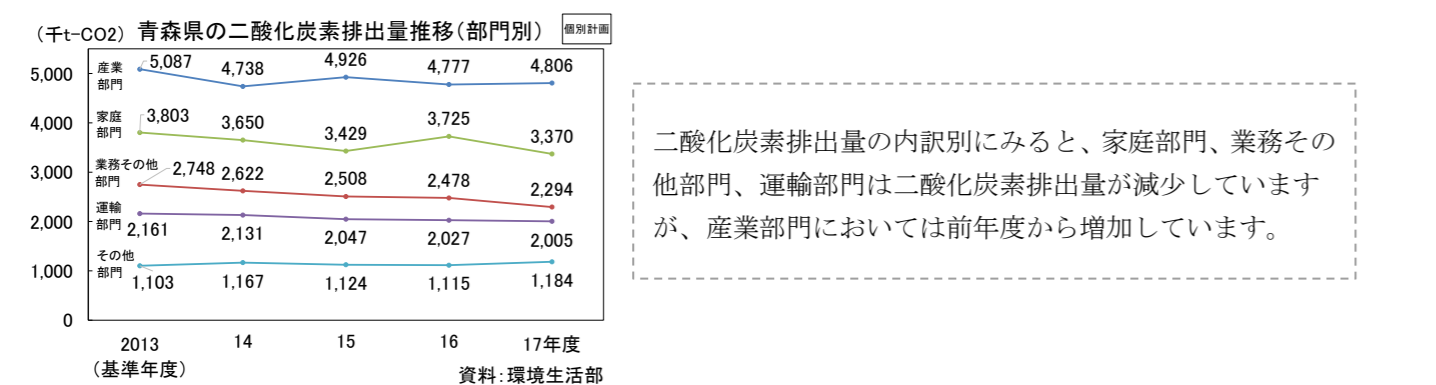 （千t-CO2） 青森県の二酸化炭素排出量推移（部門別） 個別計画
5,000
4,000
3,000
2,000
1,000
0
産業
部門
5,087 4,738 4,926 4,777 4,806
家庭
部門
3,803 3,650 3,429 3,725 3,370
業務その他
部門
2,748 2,622 2,508 2,478 2,294
運輸
部門
2,161 2,131 2,047 2,027 2,005
その他
部門
1,103 1,167 1,124 1,115 1,184
2013 14 15 16 17年度
（基準年度）
資料：環境生活部
二酸化炭素排出量の内訳別にみると、家庭部門、業務その
他部門、運輸部門は二酸化炭素排出量が減少しています
が、産業部門においては前年度から増加しています。